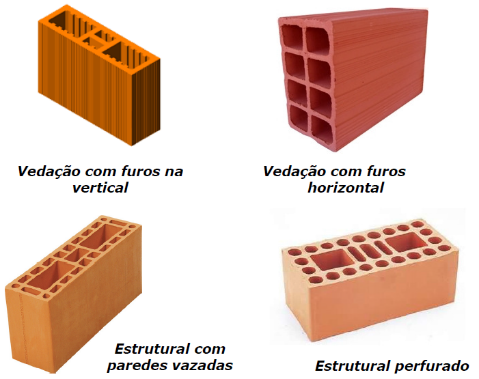 Vedação com furos na
vertical
Vedação com furos
horizontal
Estrutural com
paredes vazadas
Estrutural perfurado